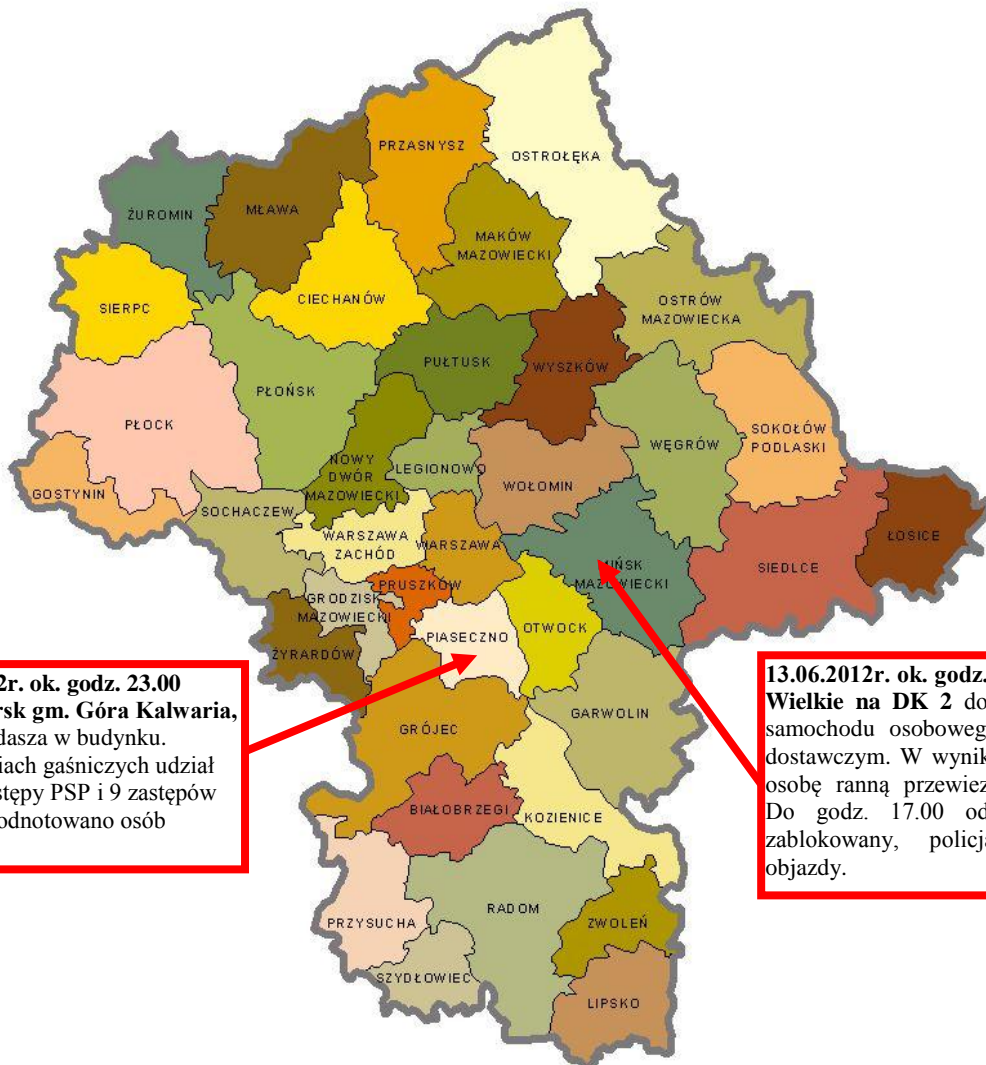 PRZASNYSZ
OSTROŁĘKA
ŻUROMIN
MŁAWA
MAKÓW
MAZOWIECKI
SIERPC
CIECHANÓW
OSTRÓW
MAZOWIECKA
PUŁTUSK
WYSZKÓW
PŁOŃSK
PŁOCK
WĘGRÓW
SOKOŁÓW
PODLASKI
NOWY
DWÓR
MAZOWIECKI
LEGIONOWO
WOŁOMIN
GOSTYNIN
SOCHACZEW
WARSZAWA
ZACHÓD
WARSZAWA
MIŃSK
MAZOWIECKI
SIEDLCE
ŁOSICE
PRUSZKÓW
GRODZISK
MAZOWIECKI
PIASECZNO
OTWOCK
ŻYRARDÓW
GRÓJEC
GARWOLIN
BIAŁOBRZEGI
KOZIENICE
PRZYSUCHA
RADOM
ZWOLEŃ
SZYDŁOWIEC
LIPSKO
2r. ok. godz. 23.00
rsk gm. Góra Kalwaria,
dasza w budynku.
iach gaśniczych udział
stępy PSP i 9 zastępów
odnotowano osób
13.06.2012r. ok. godz.
Wielkie na DK 2 do
samochodu osoboweg
dostawczym. W wynik
osobę ranną przewiez
Do godz. 17.00 od
zablokowany, policja
objazdy.